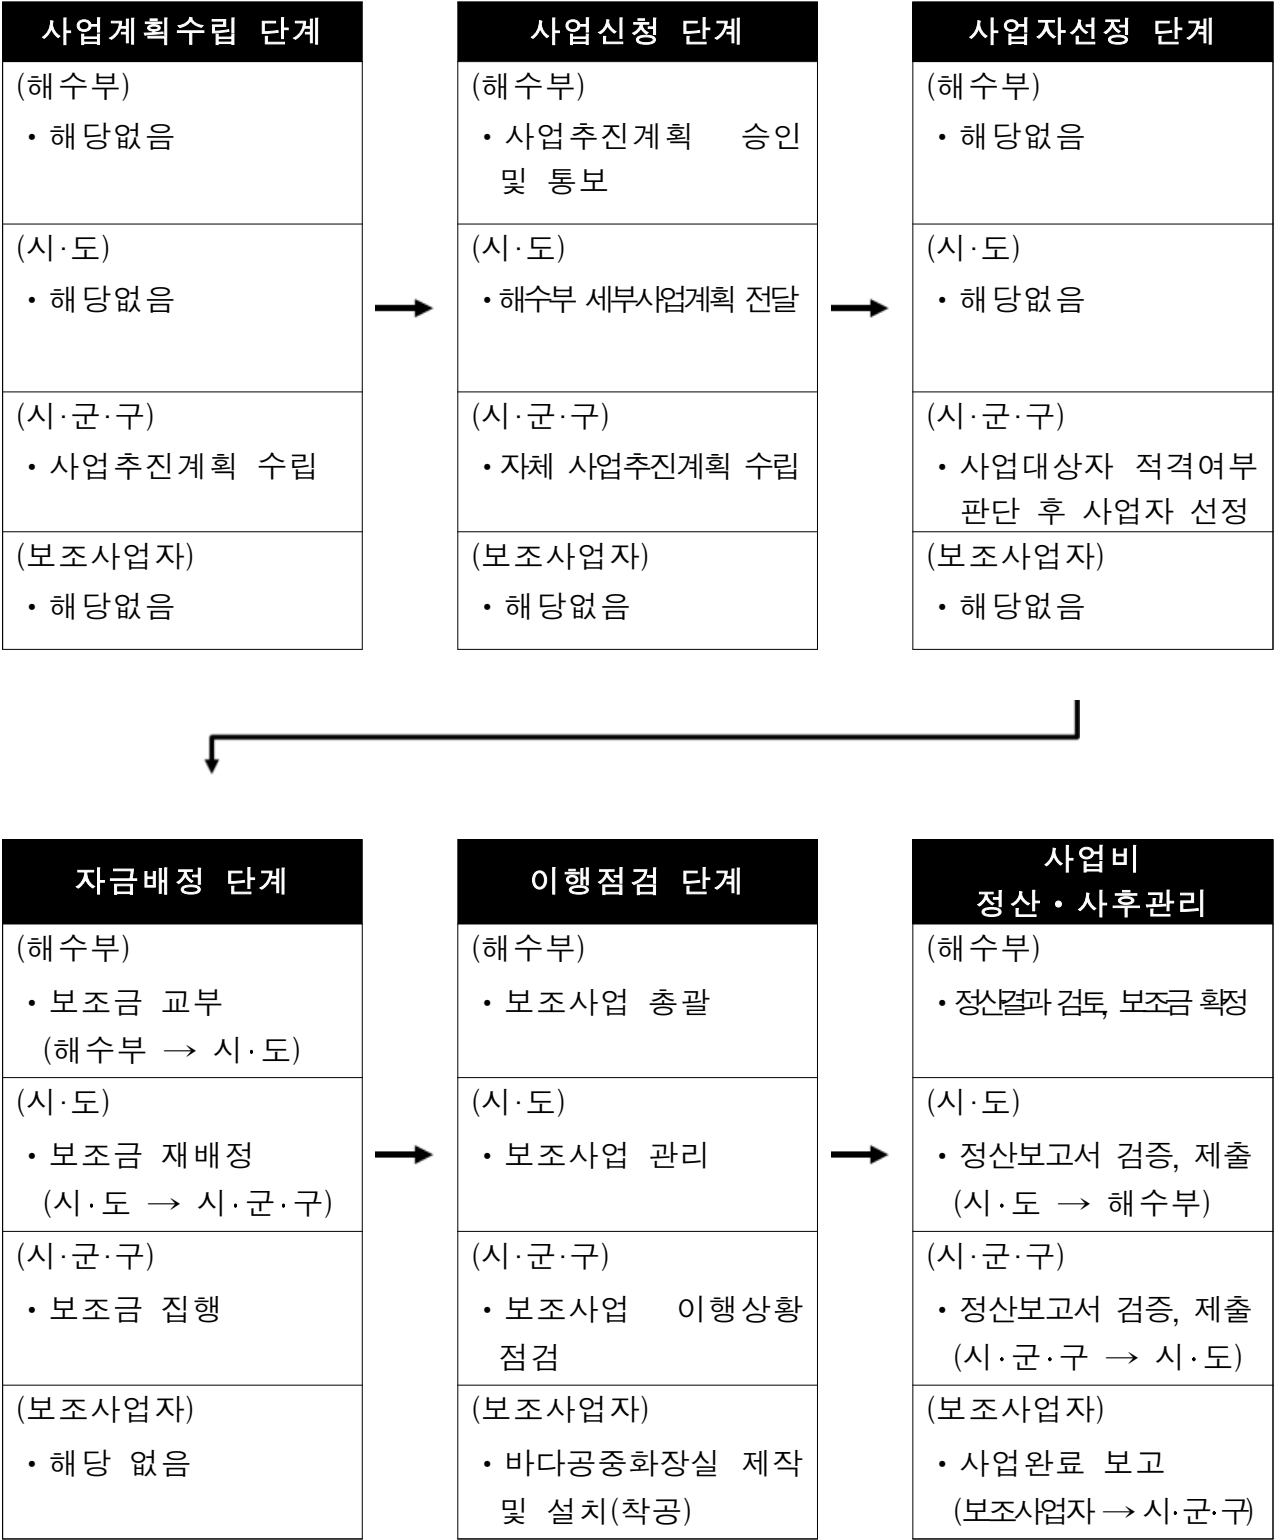 사업계획수립 단계
(해수부)
· 해당없음
(시·도)
· 해당없음
(시·군·구)
· 사업추진계획 수립
(보조사업자)
· 해당없음
사업신청 단계
(해수부)
· 사업추진계획 승인
및 통보
(시·도)
· 해수부 세부사업계획 전달
(시·군·구)
· 자체 사업추진계획 수립
(보조사업자)
· 해당없음
사업자선정 단계
(해수부)
· 해당없음
(시·도)
· 해당없음
(시·군·구)
· 사업대상자 적격여부
판단 후 사업자 선정
(보조사업자)
· 해당없음
자금배정 단계
(해수부)
· 보조금 교부
(해수부 → 시·도)
(시·도)
· 보조금 재배정
(시·도 → 시·군·구)
(시·군·구)
· 보조금 집행
(보조사업자)
· 해당 없음
이행점검 단계
(해수부)
· 보조사업 총괄
(시·도)
· 보조사업 관리
(시·군·구)
· 보조사업 이행상황
점검
(보조사업자)
· 바다공중화장실 제작
및 설치(착공)
사업비
정산·사후관리
(해수부)
· 정산결과 검토, 보조금 확정
(시·도)
· 정산보고서 검증, 제출
(시·도 → 해수부)
(시·군·구)
· 정산보고서 검증, 제출
(시·군·구 → 시·도)
(보조사업자)
· 사업완료 보고
(보조사업자 → 시·군·구)